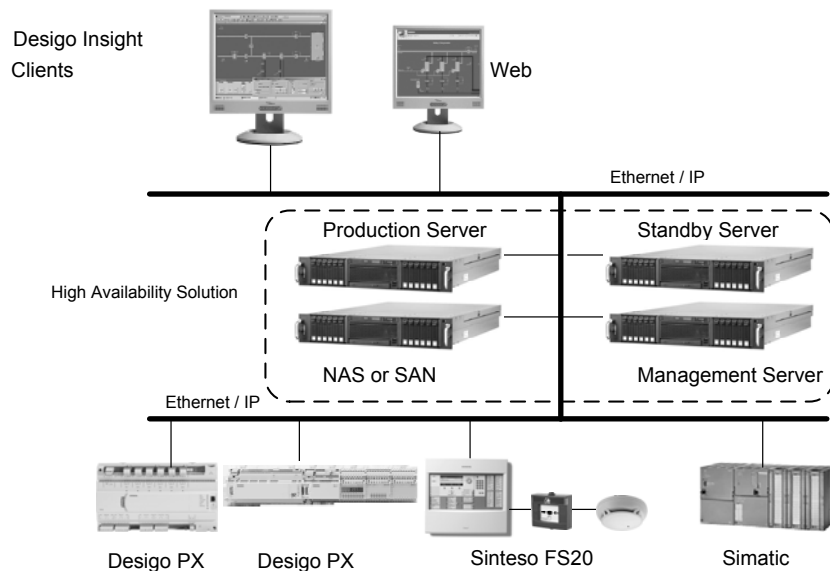 Desigo Insight
Clients
Web
Ethernet / IP
Production Server
Standby Server
High Availability Solution
NAS or SAN
Management Server
Ethernet / IP
Desigo PX
Desigo PX
Sinteso FS20
Simatic